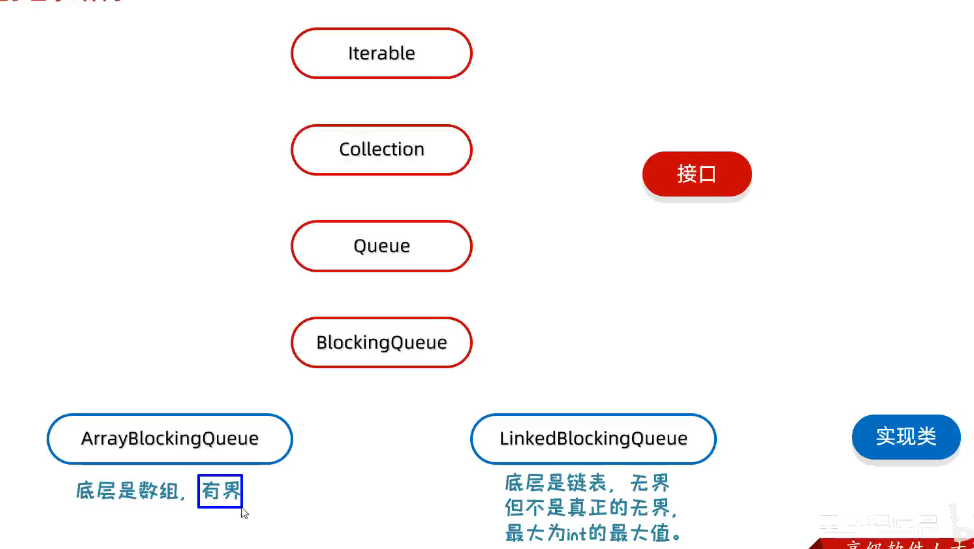 Iterable
Collection
接口
Queue
BlockingQueue
ArrayBlockingQueue
LinkedBlockingQueue
实现类
底层是数组，有界
底层是链表，无界
但不是真正的无界，
最大为int的最大值。